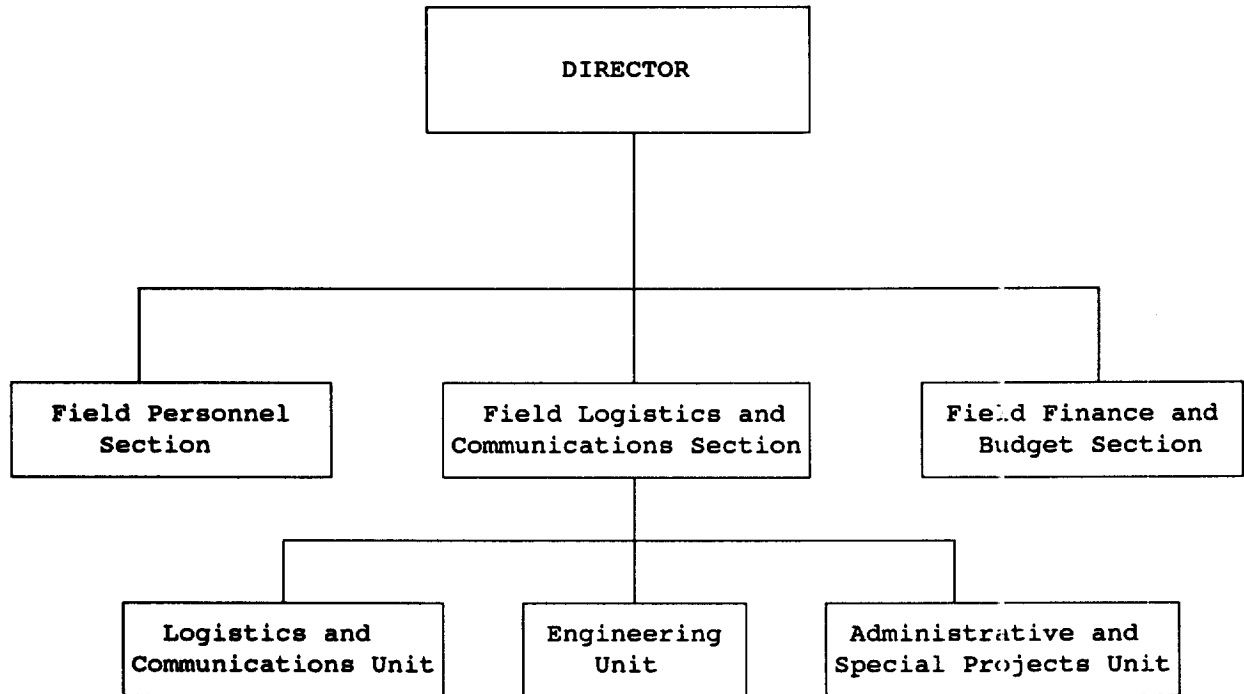 DIRECTOR
Field Personnel
Section
Field Logistics and
Communications Section
Field Finance and
Budget Section
Logistics and
Communications Unit
Engineering
Unit
Administrative and
Special Projects Unit